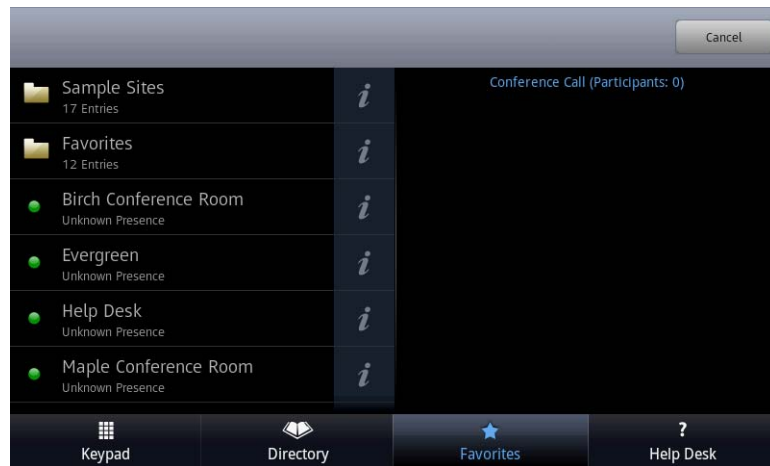 Cancel
Sample Sites
17 Entries
Favorites
12 Entries
Birch Conference Room
Unknown Presence
Evergreen
Unknown Presence
Help Desk
Unknown Presence
Maple Conference Room
Unknown Presence
Conference Call (Participants: 0)
Keypad
Directory
Favorites
Help Desk